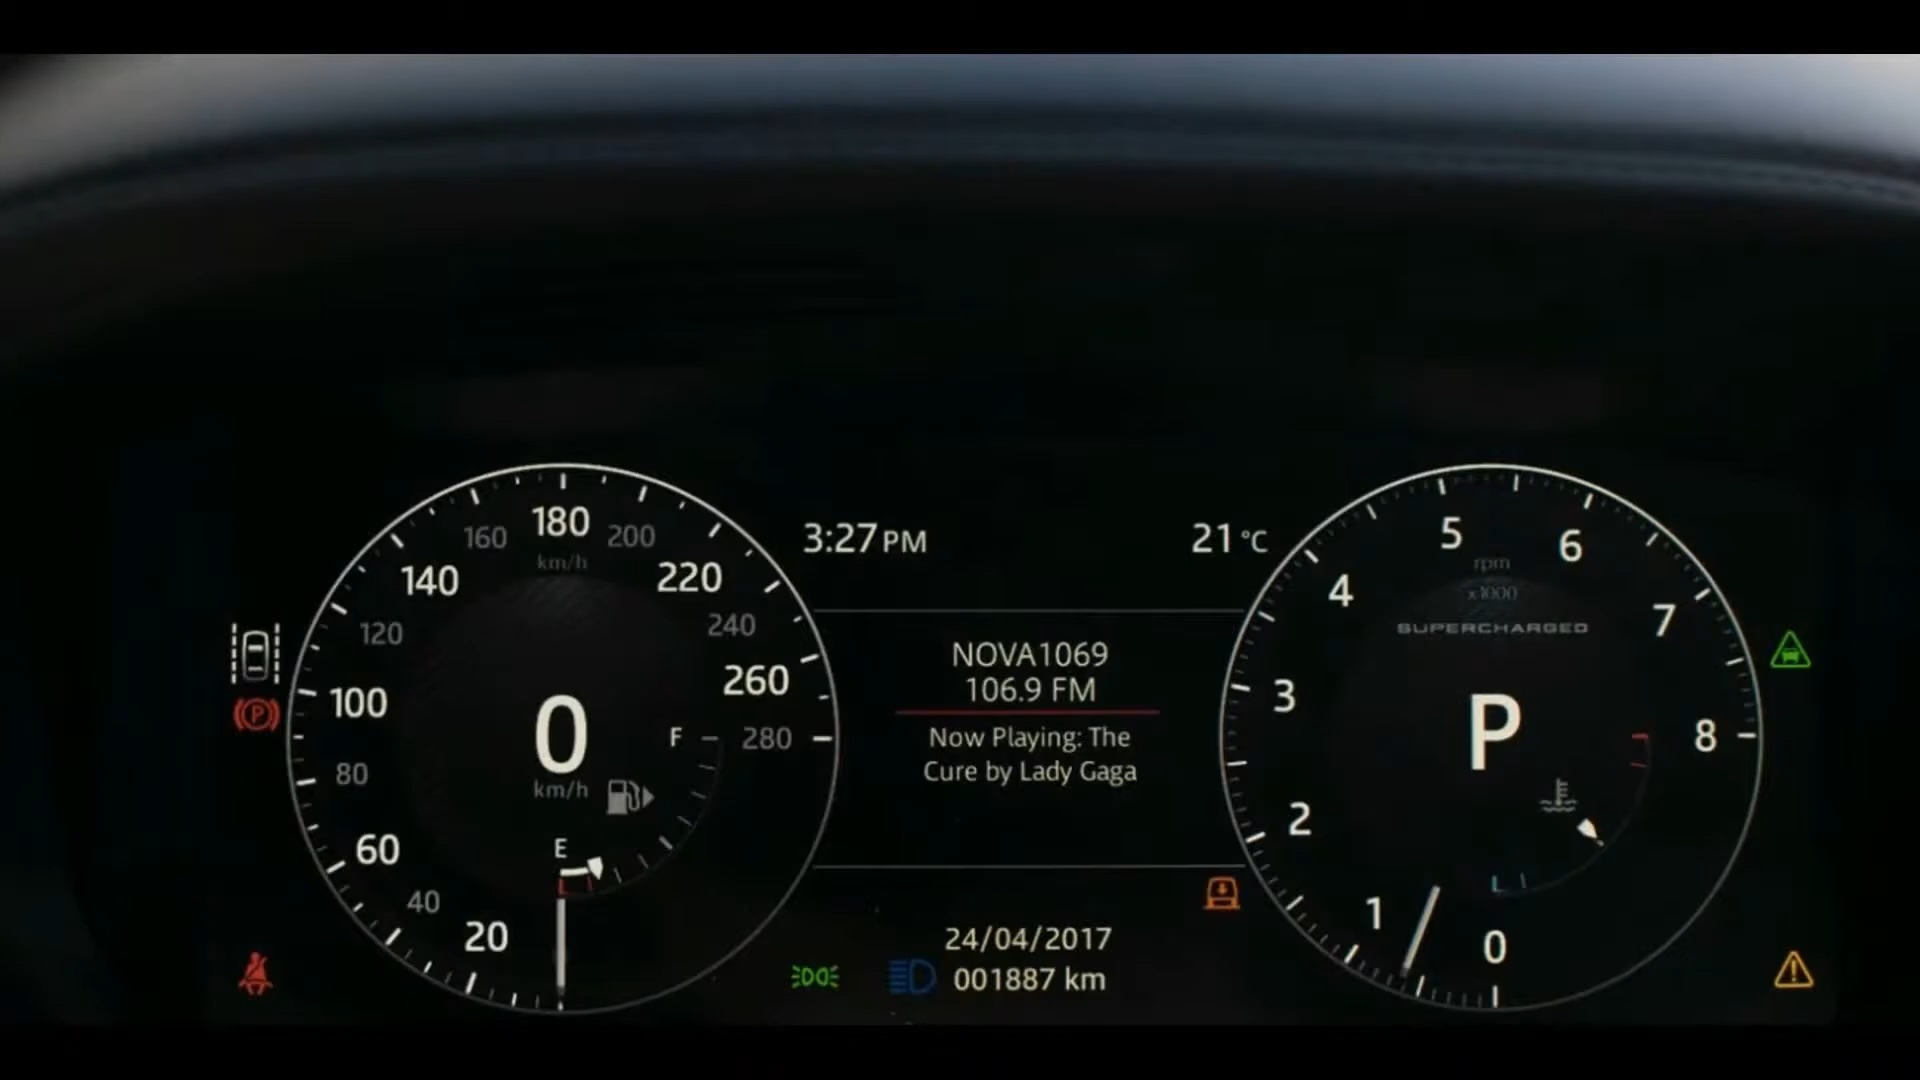 180
160
200
km/h
140
220
120
240
100
260
80
280
60
40
20
0
km/h
F
E
3:27 PM
21 °C
NOVA1069
106.9 FM
Now Playing: The
Cure by Lady Gaga
24/04/2017
001887 km
P
5
6
rpm
x1000
4
SUPERCHARGED
7
3
P
8
2
1
0